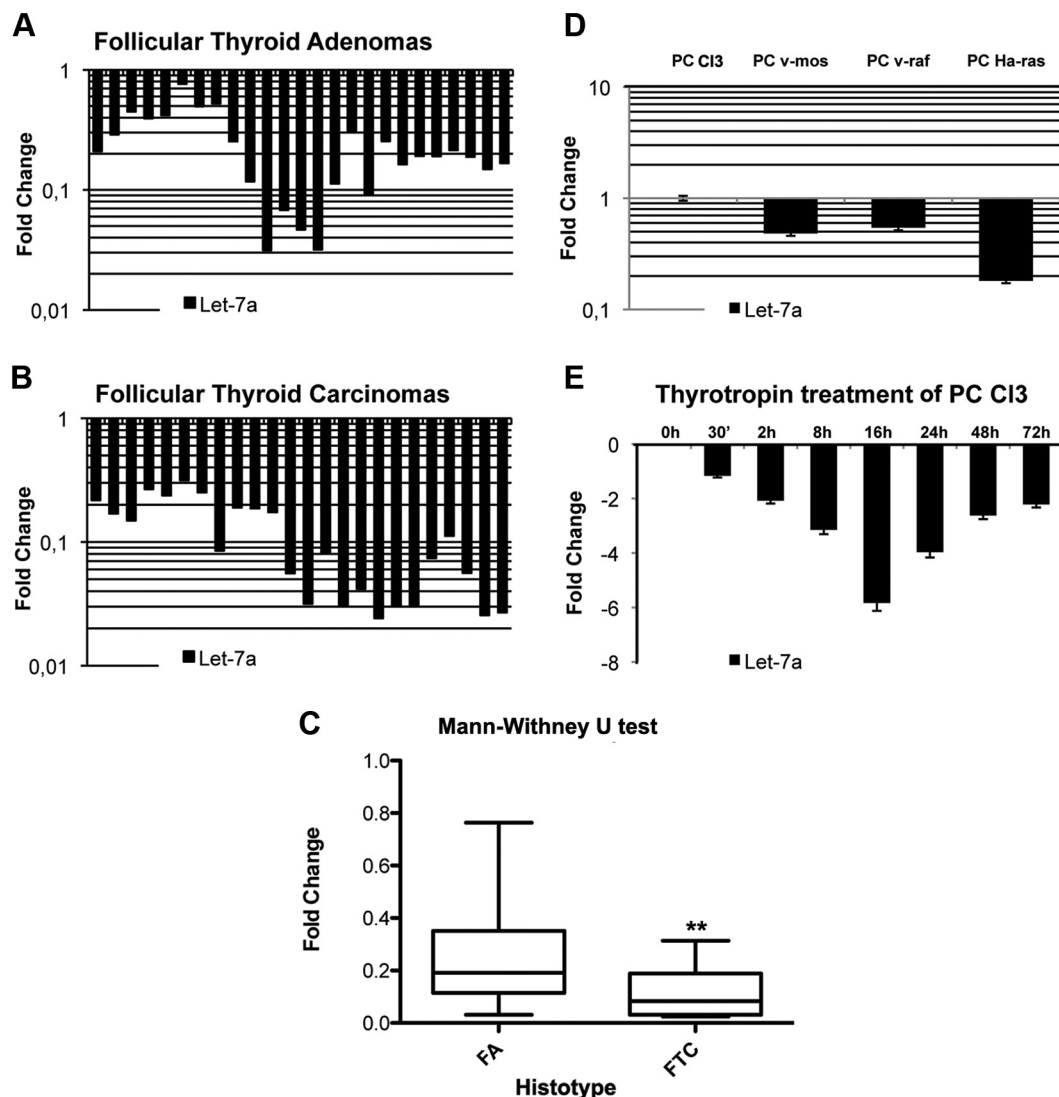 A
Follicular Thyroid Adenomas
1
0,1
0,01
Fold Change
Let-7a
B
Follicular Thyroid Carcinomas
1
0,1
0,01
Fold Change
Let-7a
C
Mann-Withney U test
1.0
0.8
0.6
0.4
0.2
0.0
Fold Change
**
FA
FTC
Histotype
D
PC Cl3 PC v-mos PC v-raf PC Ha-ras
10
1
0,1
Fold Change
Let-7a
E
Thyrotropin treatment of PC Cl3
0h 30’ 2h 8h 16h 24h 48h 72h
0
-2
-4
-6
-8
Fold Change
Let-7a